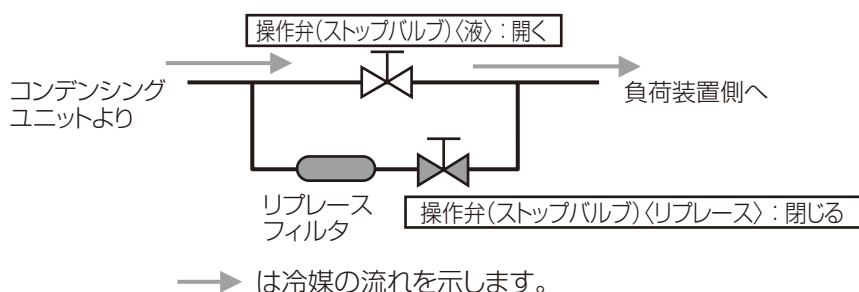 操作弁(ストップバルブ)〈液〉:開く
コンデンシング
ユニットより
負荷装置側へ
リプレース
フィルタ
操作弁(ストップバルブ)〈リプレース〉:閉じる
は冷媒の流れを示します。